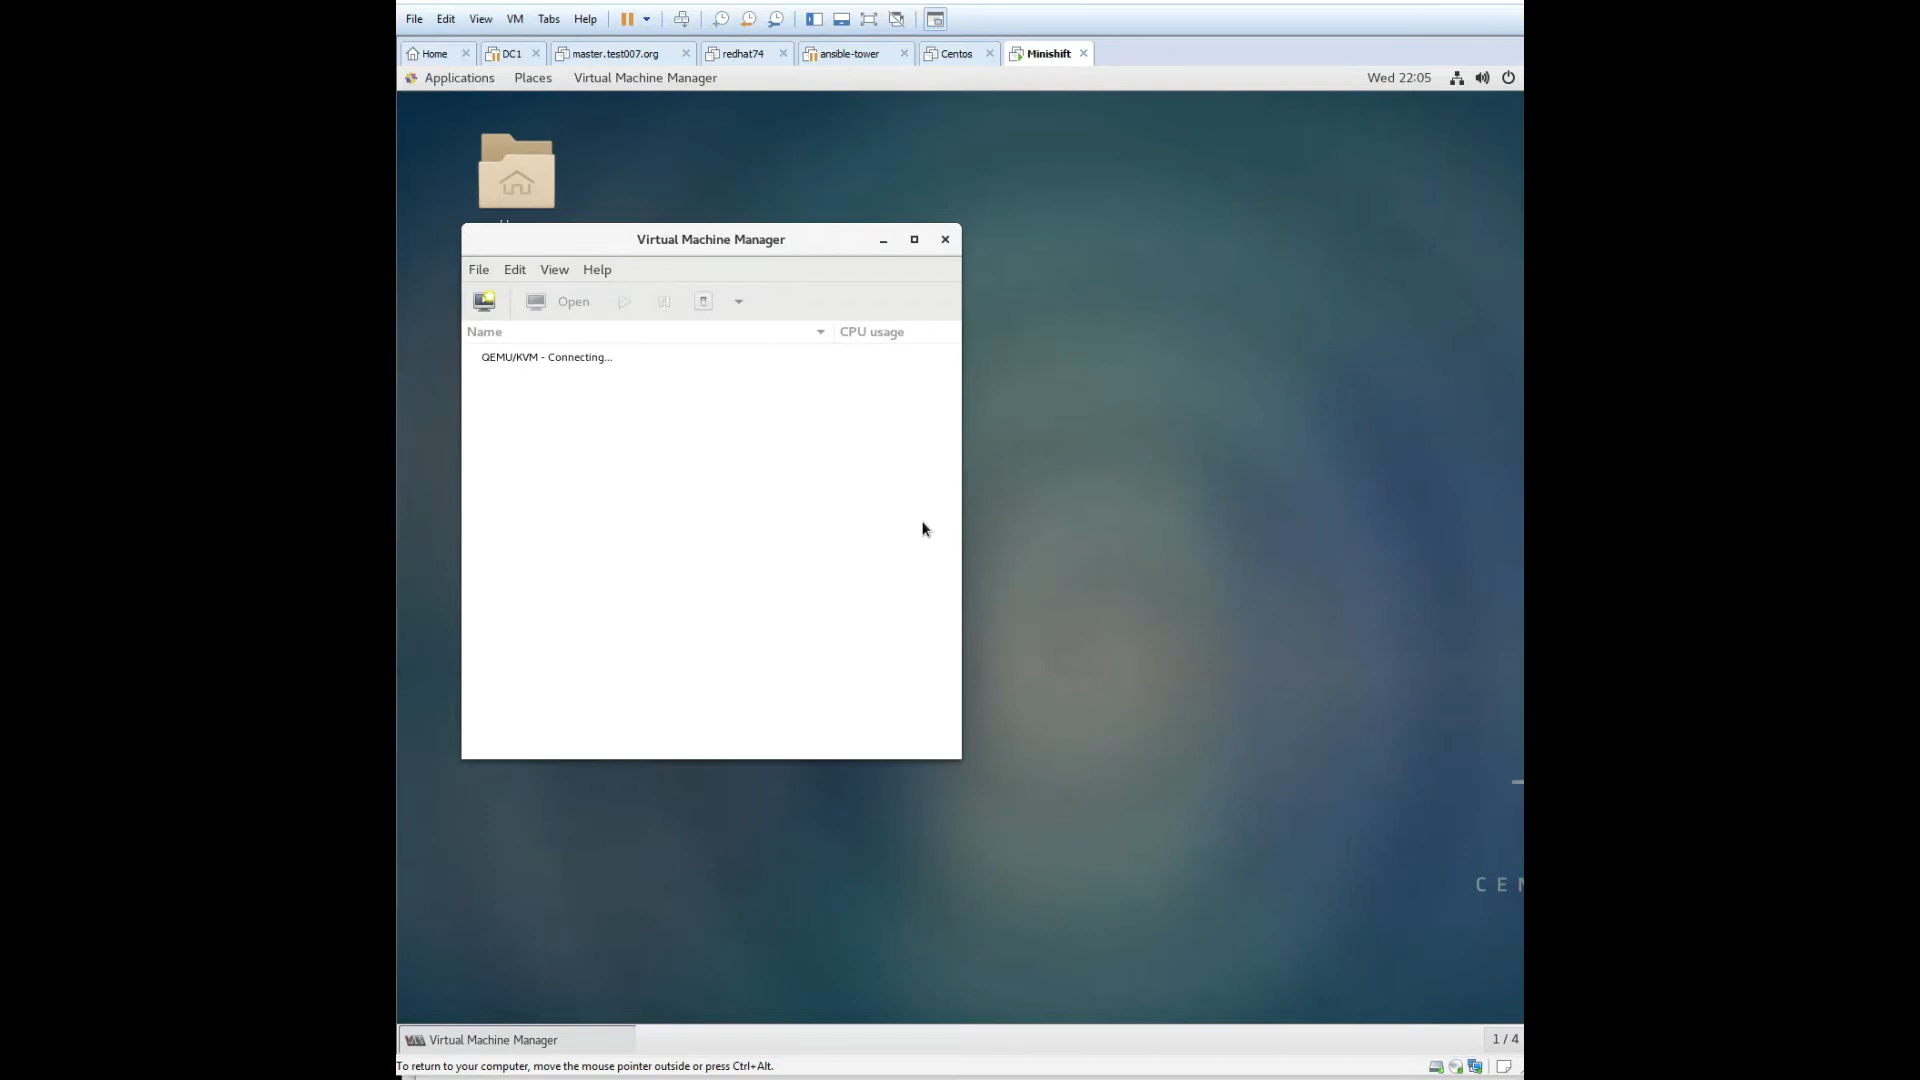 File Edit View VM Tabs Help
Home DC1 master.test007.org redhat74 ansible-tower Centos Minishift
Applications Places Virtual Machine Manager Wed 22:05
Virtual Machine Manager
File Edit View Help
Open
Name CPU usage
QEMU/KVM - Connecting...
Virtual Machine Manager 1 / 4
To return to your computer, move the mouse pointer outside or press Ctrl+Alt.